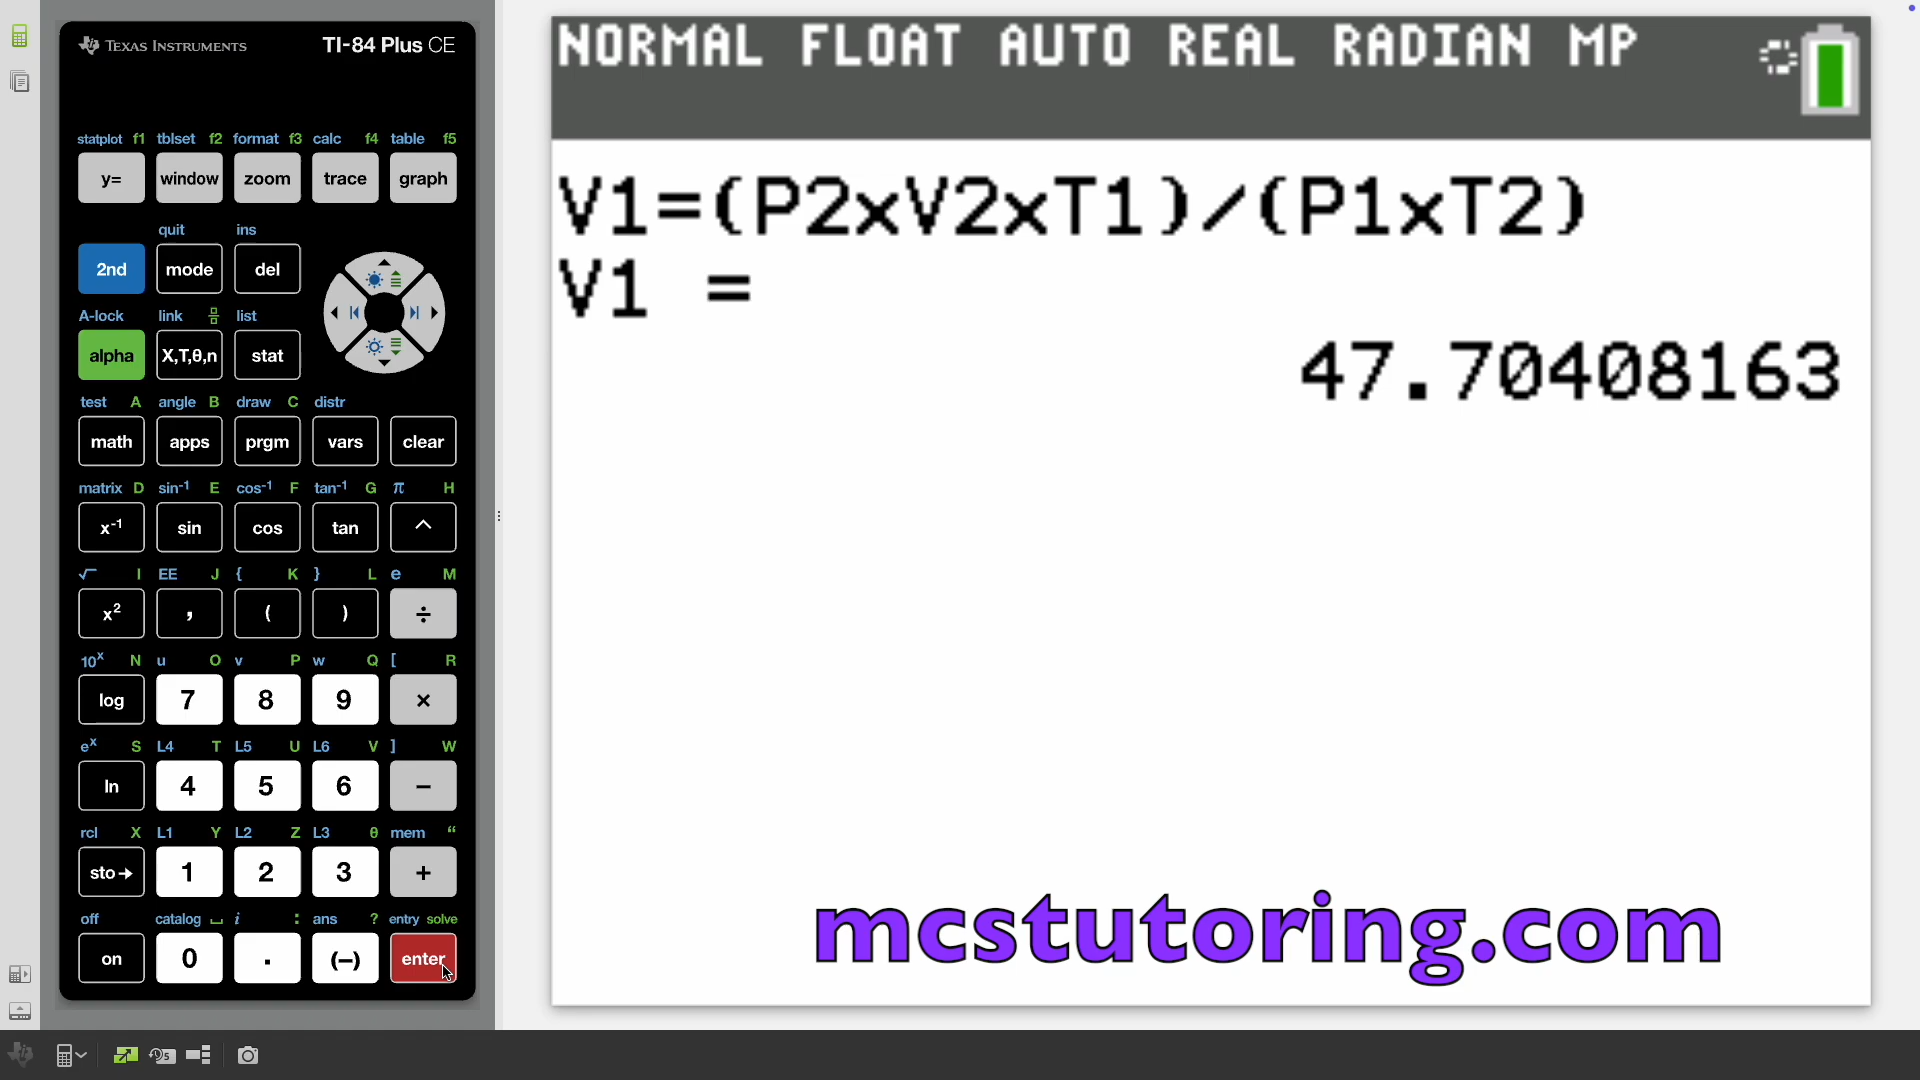 TEXAS INSTRUMENTS TI-84 Plus CE
statplot f1 tblset f2 format f3 calc f4 table f5
y= window zoom trace graph
quit ins
2nd mode del
A-lock link list
alpha X,T,θ,n stat
test A angle B draw C distr
math apps prgm vars clear
matrix D sin⁻¹ E cos⁻¹ F tan⁻¹ G π H
x⁻¹ sin cos tan ^
√ I EE J { K } L e M
x² , ( ) ÷
10ˣ N u O v P w Q [ R
log 7 8 9 ×
eˣ S L4 T L5 U L6 V ] W
ln 4 5 6 −
rcl X L1 Y L2 Z L3 θ mem “
sto→ 1 2 3 +
off catalog ⎵ i : ans ? entry solve
on 0 . (−) enter
NORMAL FLOAT AUTO REAL RADIAN MP
V1=(P2xV2xT1)/(P1xT2)
V1 =
47.70408163
mcstutoring.com